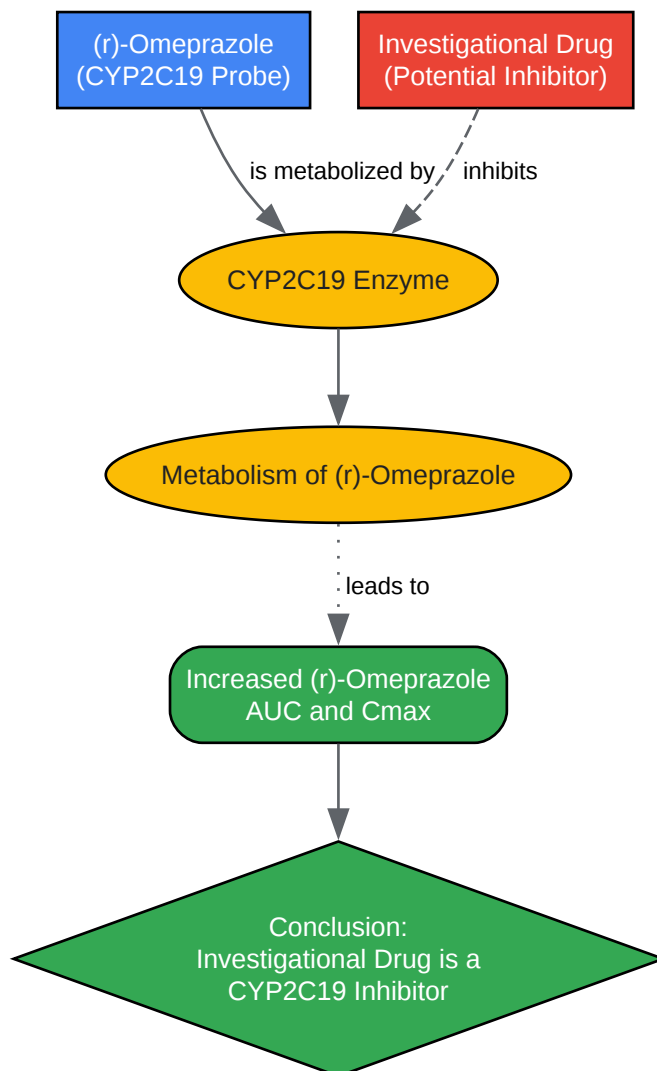 (r)-Omeprazole
(CYP2C19 Probe)
Investigational Drug
(Potential Inhibitor)
is metabolized by
inhibits
CYP2C19 Enzyme
Metabolism of (r)-Omeprazole
leads to
Increased (r)-Omeprazole
AUC and Cmax
Conclusion:
Investigational Drug is a
CYP2C19 Inhibitor